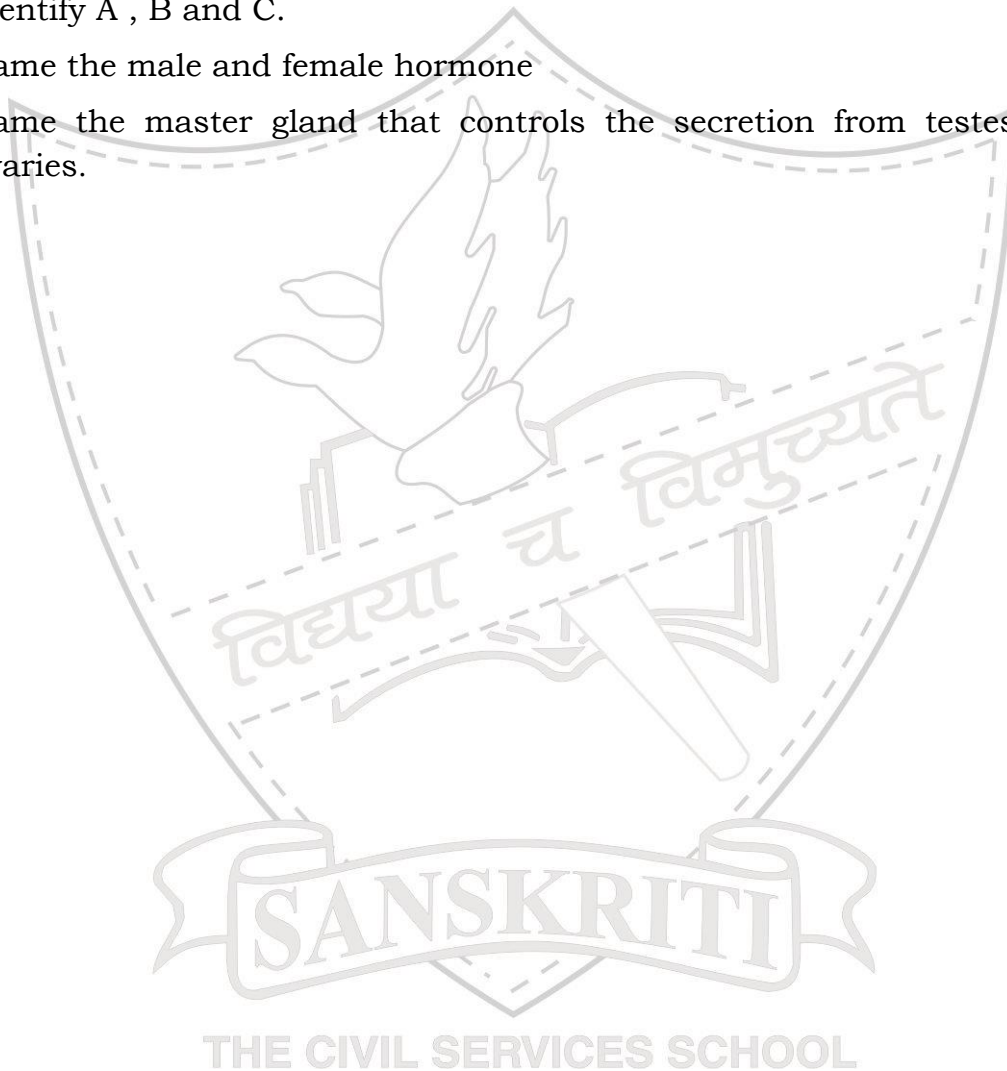 entify A , B and C.
ame the male and female hormone
ame the master gland that controls the secretion from testes
varies.
विद्यया च विमुच्यते
SANSKRITI
THE CIVIL SERVICES SCHOOL